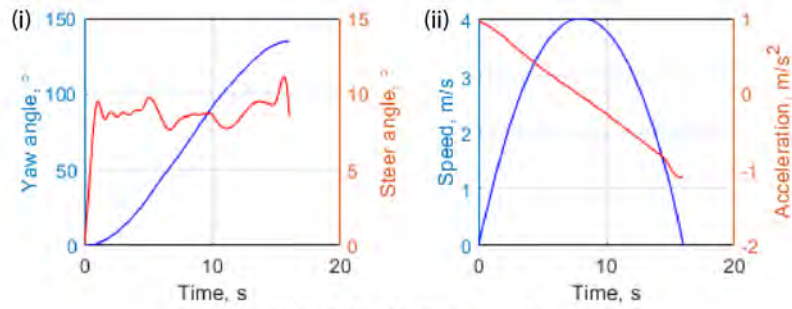 (i)
150
100
50
0
Yaw angle, °
15
10
5
0
Steer angle, °
0 10 20
Time, s
(ii)
4
3
2
1
0
Speed, m/s
1
0
-1
-2
Acceleration, m/s²
0 10 20
Time, s